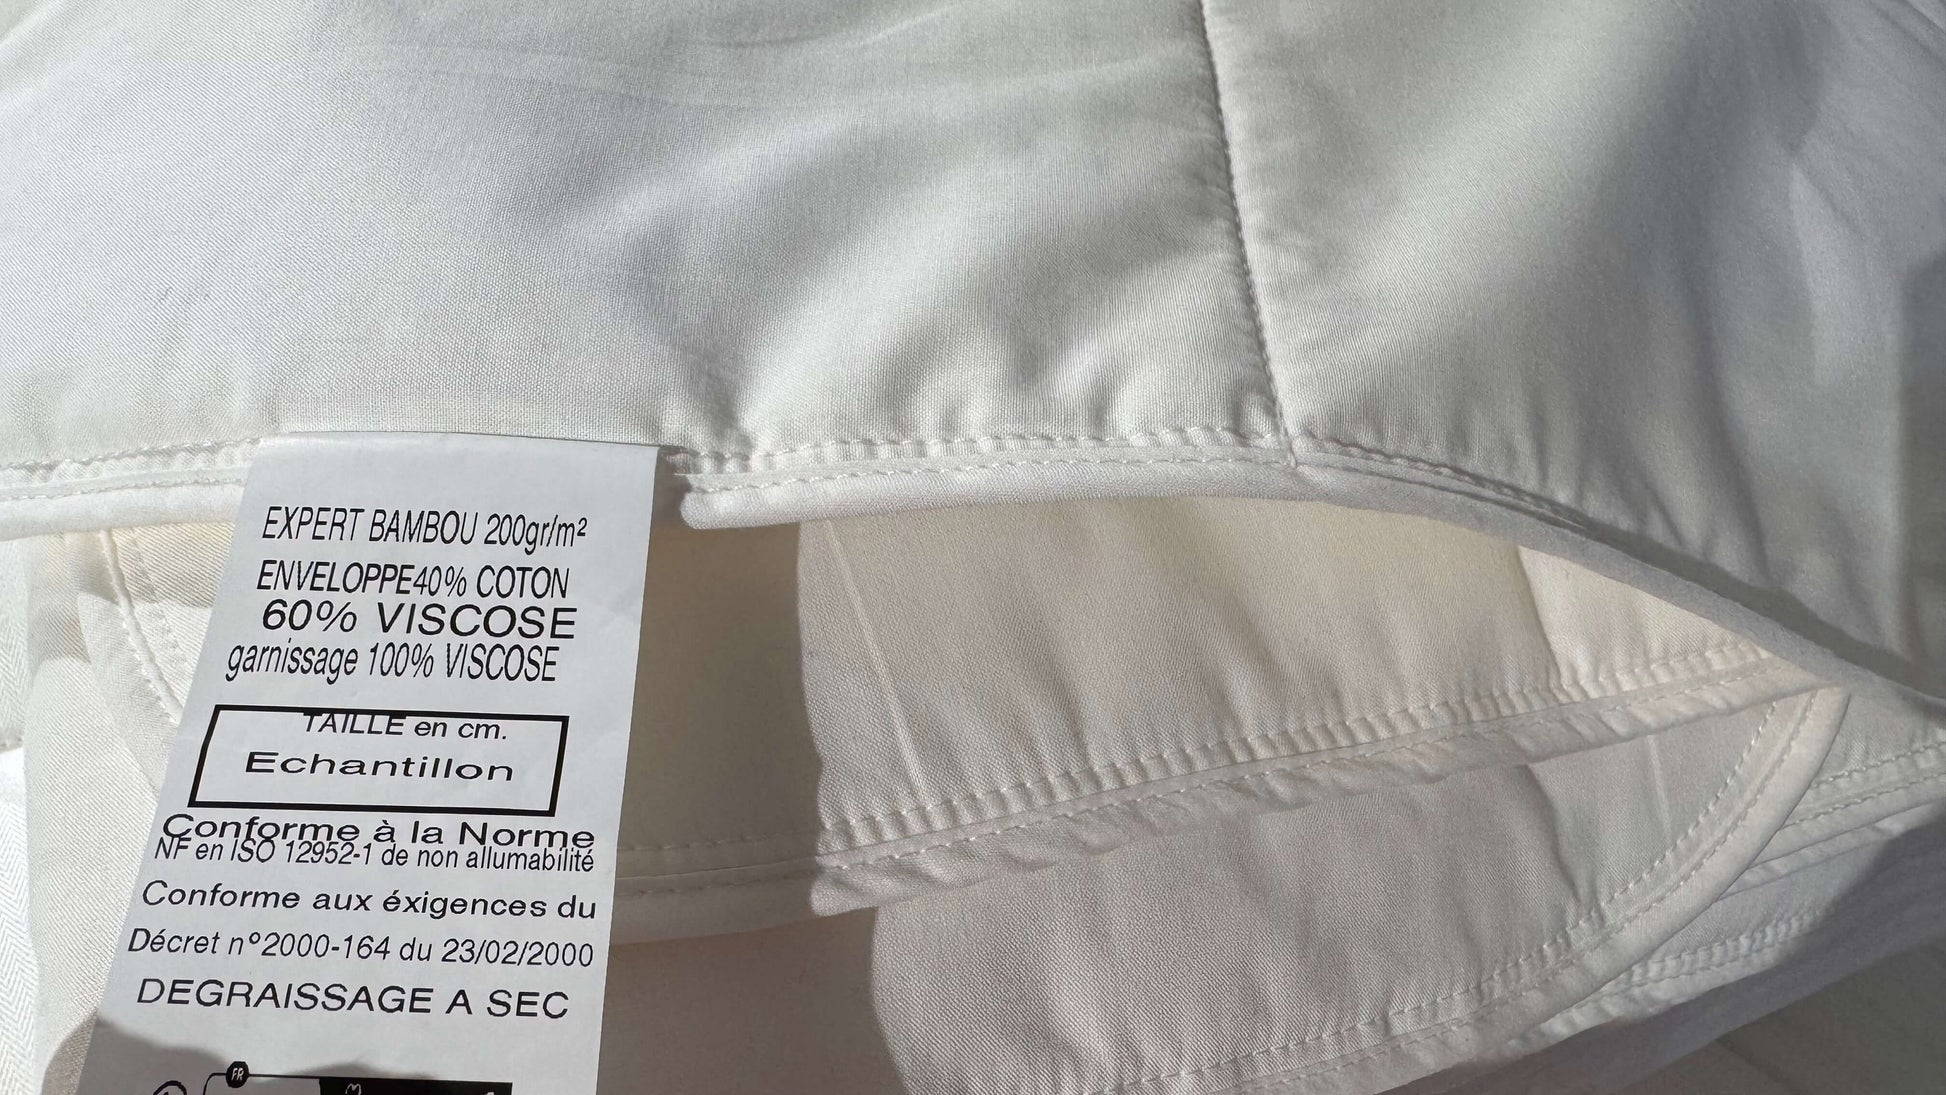 EXPERT BAMBOU 200gr/m²
ENVELOPPE40% COTON
60% VISCOSE
garnissage 100% VISCOSE
TAILLE en cm.
Echantillon
Conforme à la Norme
NF en ISO 12952-1 de non allumabilité
Conforme aux éxigences du
Décret n°2000-164 du 23/02/2000
DEGRAISSAGE A SEC
FR